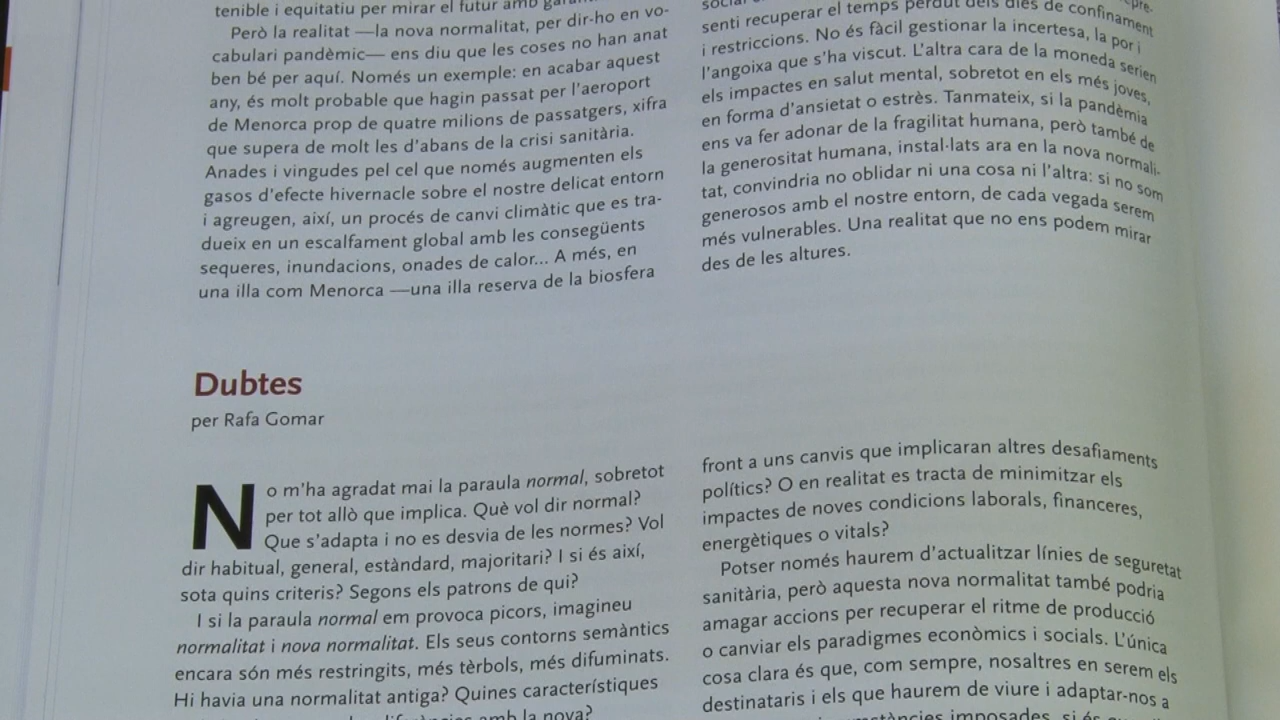 tenible i equitatiu per mirar el futur amb
Però la realitat —la nova normalitat, per dir-ho en vo-
cabulari pandèmic— ens diu que les coses no han anat
ben bé per aquí. Només un exemple: en acabar aquest
any, és molt probable que hagin passat per l'aeroport
de Menorca prop de quatre milions de passatgers, xifra
que supera de molt les d'abans de la crisi sanitària.
Anades i vingudes pel cel que només augmenten els
gasos d'efecte hivernacle sobre el nostre delicat entorn
i agreugen, així, un procés de canvi climàtic que es tra-
dueix en un escalfament global amb les consegüents
sequeres, inundacions, onades de calor... A més, en
una illa com Menorca —una illa reserva de la biosfera
senti recuperar el temps perdut dels dies de confinament
i restriccions. No és fàcil gestionar la incertesa, la por i
l'angoixa que s'ha viscut. L'altra cara de la moneda serien
els impactes en salut mental, sobretot en els més joves,
en forma d'ansietat o estrès. Tanmateix, si la pandèmia
ens va fer adonar de la fragilitat humana, però també de
la generositat humana, instal·lats ara en la nova normali-
tat, convindria no oblidar ni una cosa ni l'altra: si no som
generosos amb el nostre entorn, de cada vegada serem
més vulnerables. Una realitat que no ens podem mirar
des de les altures.
Dubtes
per Rafa Gomar
No m'ha agradat mai la paraula normal, sobretot
per tot allò que implica. Què vol dir normal?
Que s'adapta i no es desvia de les normes? Vol
dir habitual, general, estàndard, majoritari? I si és així,
sota quins criteris? Segons els patrons de qui?
I si la paraula normal em provoca picors, imagineu
normalitat i nova normalitat. Els seus contorns semàntics
encara són més restringits, més tèrbols, més difuminats.
Hi havia una normalitat antiga? Quines característiques
amb la nova?
front a uns canvis que implicaran altres desafiaments
polítics? O en realitat es tracta de minimitzar els
impactes de noves condicions laborals, financeres,
energètiques o vitals?
Potser només haurem d'actualitzar línies de seguretat
sanitària, però aquesta nova normalitat també podria
amagar accions per recuperar el ritme de producció
o canviar els paradigmes econòmics i socials. L'única
cosa clara és que, com sempre, nosaltres en serem els
destinataris i els que haurem de viure i adaptar-nos a
imposades, si és